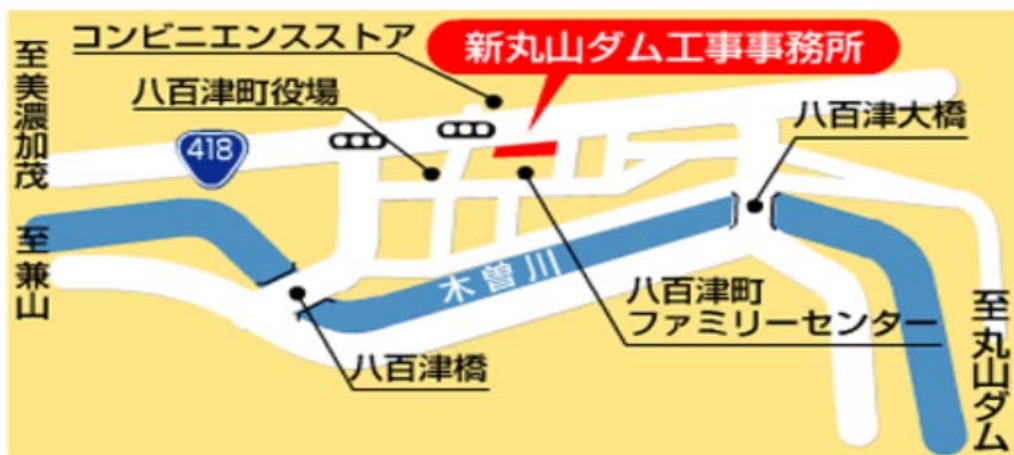 コンビニエンスストア
新丸山ダム工事事務所
至美濃加茂
八百津町役場
八百津大橋
418
至兼山
木曽川
八百津町
ファミリーセンター
八百津橋
至丸山ダム